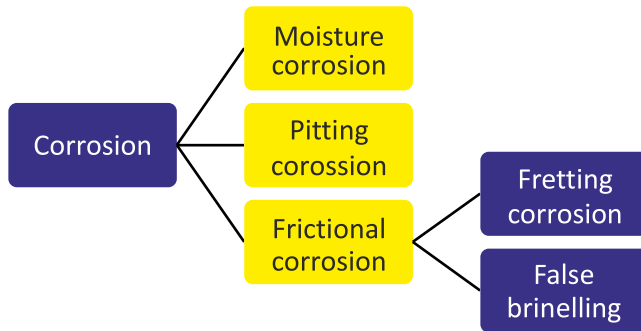 Moisture
corrosion
Corrosion
Pitting
corossion
Frictional
corrosion
Fretting
corrosion
False
brinelling